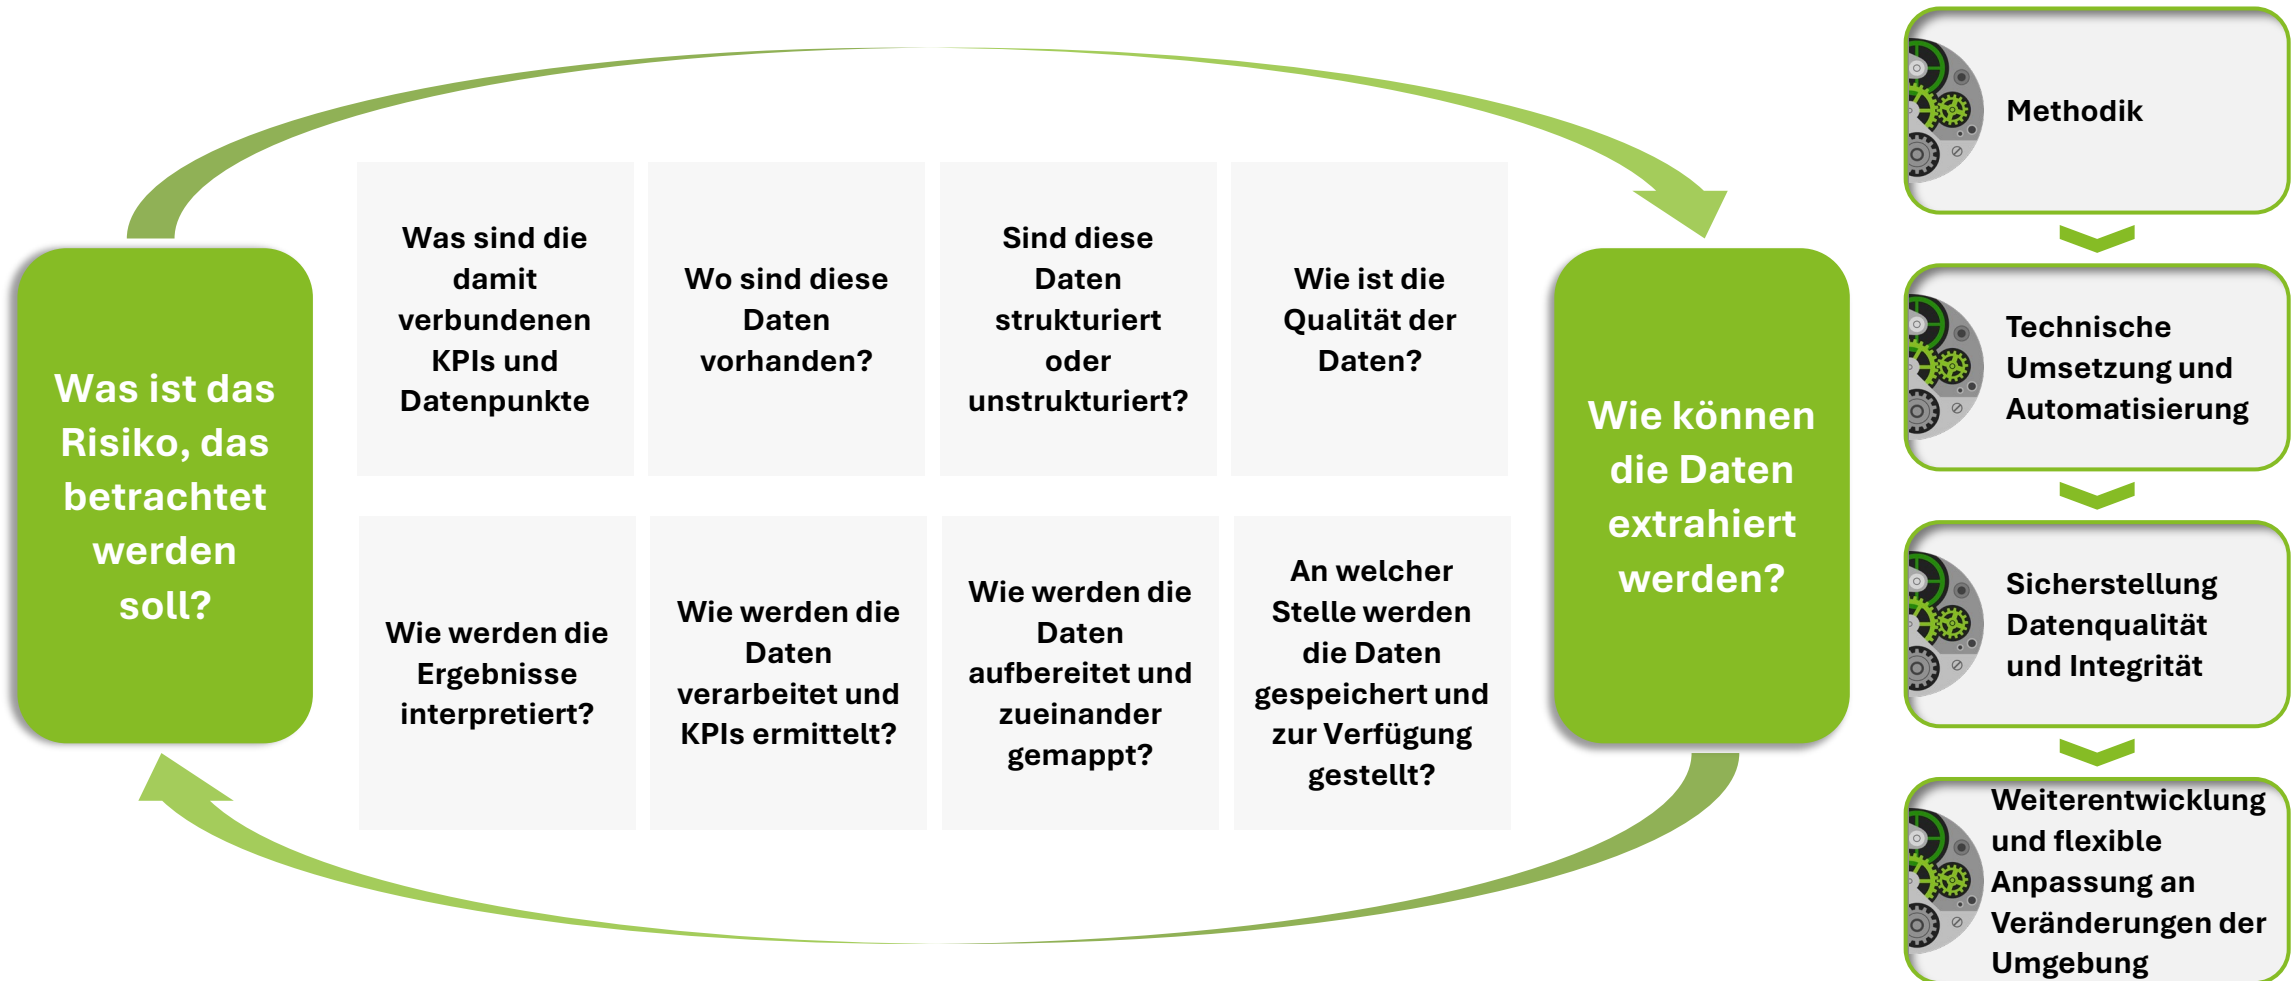 Was ist das
Risiko, das
betrachtet
werden
soll?
Was sind die
damit
verbundenen
KPIs und
Datenpunkte
Wo sind diese
Daten
vorhanden?
Sind diese
Daten
strukturiert
oder
unstrukturiert?
Wie ist die
Qualität der
Daten?
Wie können
die Daten
extrahiert
werden?
An welcher
Stelle werden
die Daten
gespeichert und
zur Verfügung
gestellt?
Wie werden die
Daten
aufbereitet und
zueinander
gemappt?
Wie werden die
Daten
verarbeitet und
KPIs ermittelt?
Wie werden die
Ergebnisse
interpretiert?
Methodik
Technische
Umsetzung und
Automatisierung
Sicherstellung
Datenqualität
und Integrität
Weiterentwicklung
und flexible
Anpassung an
Veränderungen der
Umgebung